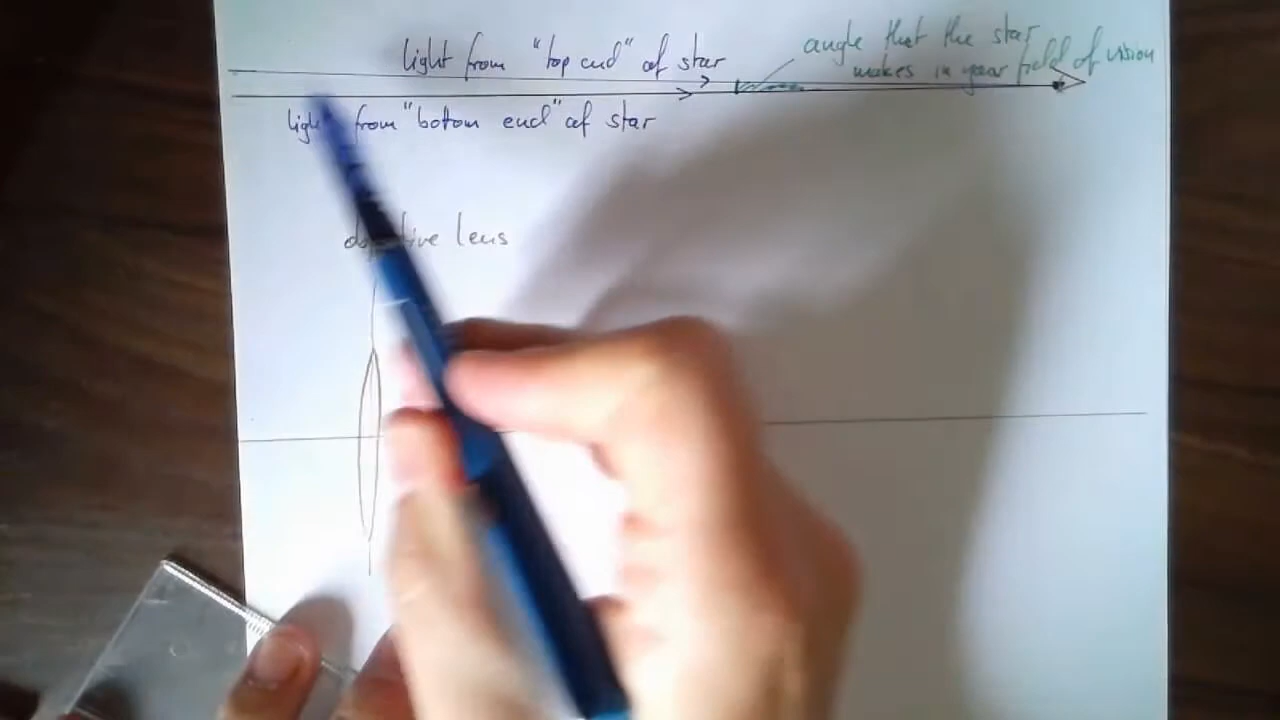 light from "top end" of star
angle that the star
makes in your field of vision
from "bottom end" of star
lens